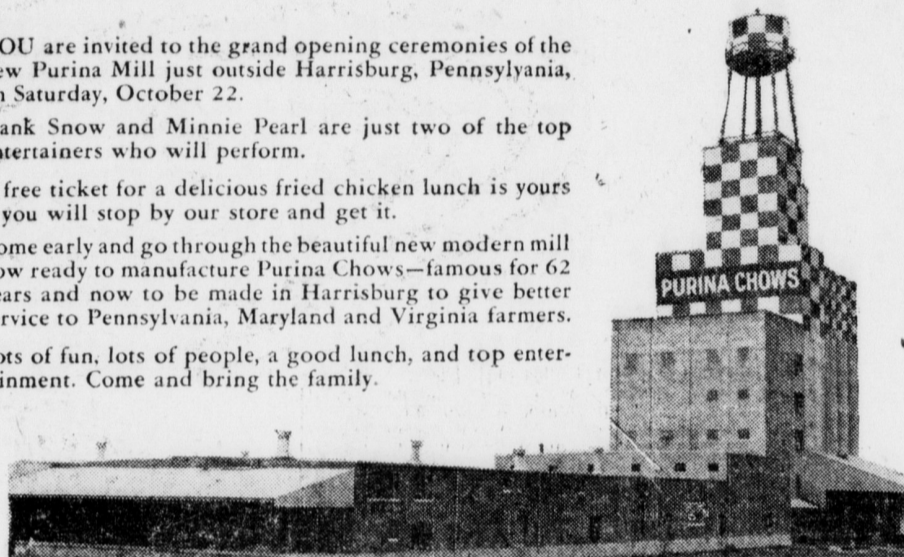 OU are invited to the grand opening ceremonies of the
ew Purina Mill just outside Harrisburg, Pennsylvania,
n Saturday, October 22.
ank Snow and Minnie Pearl are just two of the top
tertainers who will perform.
free ticket for a delicious fried chicken lunch is yours
you will stop by our store and get it.
ome early and go through the beautiful new modern mill
ow ready to manufacture Purina Chows—famous for 62
ears and now to be made in Harrisburg to give better
rvice to Pennsylvania, Maryland and Virginia farmers.
ots of fun, lots of people, a good lunch, and top enter-
inment. Come and bring the family.
PURINA CHOWS